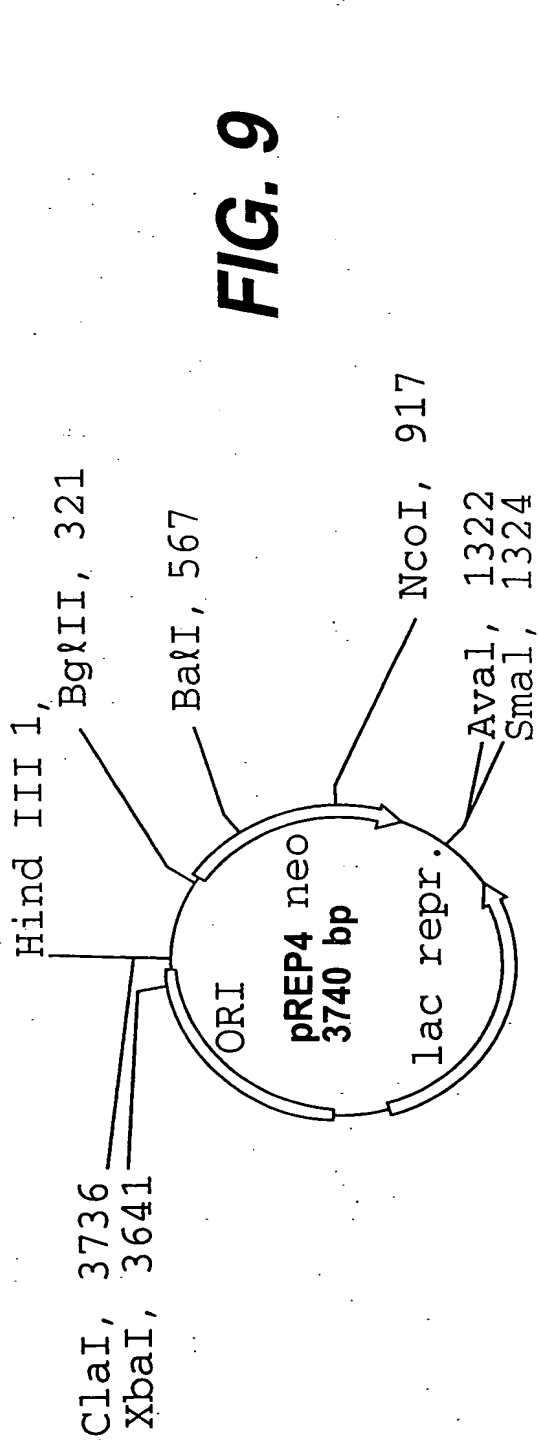 FIG. 9
Hind III 1,
BglII, 321
BalI, 567
NcoI, 917
AvaI, 1322
SmaI, 1324
ClaI, 3736
XbaI, 3641
ORI
neo
pREP4
3740 bp
lac repr.